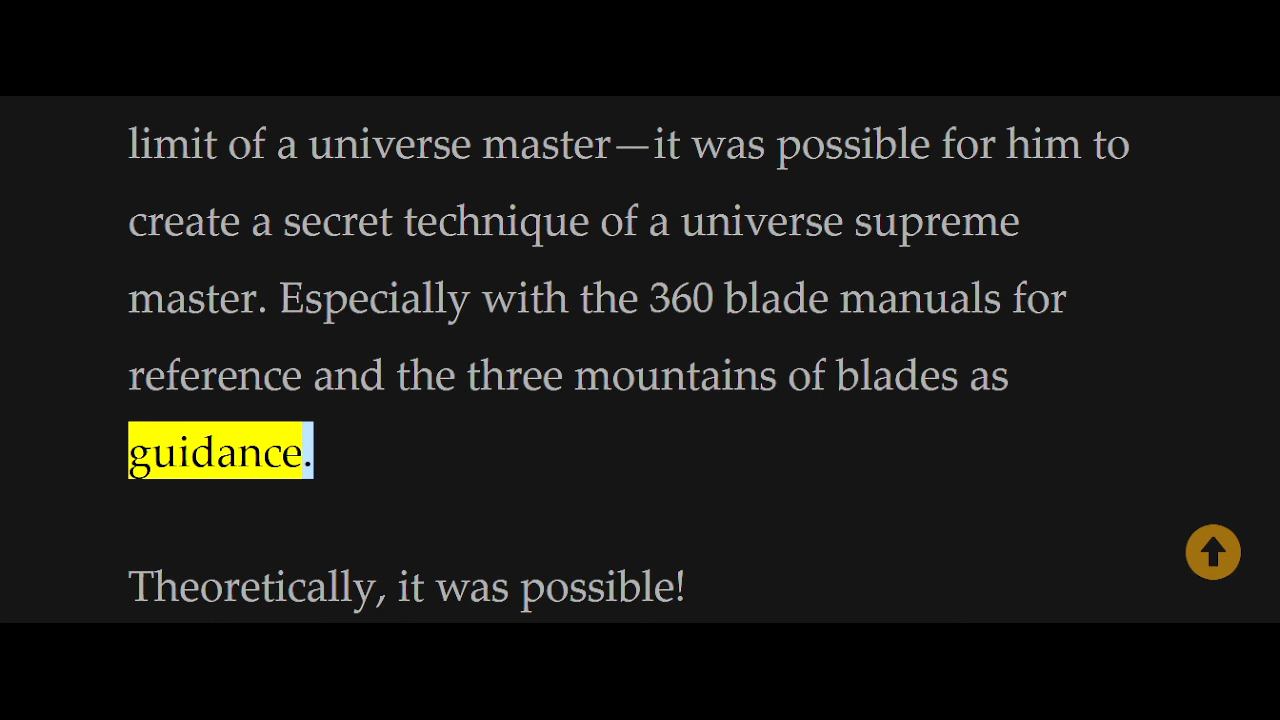 limit of a universe master—it was possible for him to
create a secret technique of a universe supreme
master. Especially with the 360 blade manuals for
reference and the three mountains of blades as
guidance.
Theoretically, it was possible!